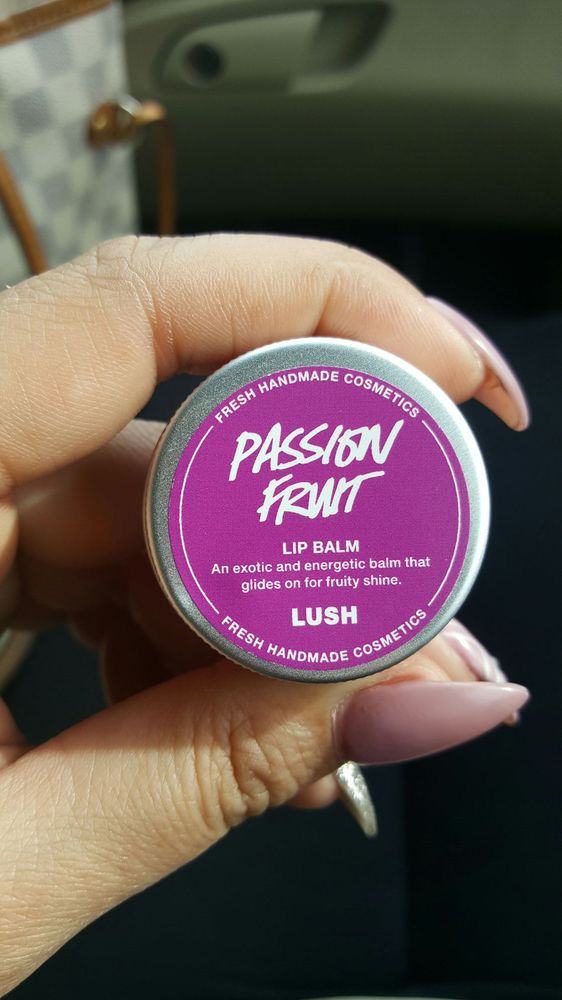 FRESH HANDMADE COSMETICS
PASSION
FRUIT
LIP BALM
An exotic and energetic balm that
glides on for fruity shine.
LUSH
FRESH HANDMADE COSMETICS